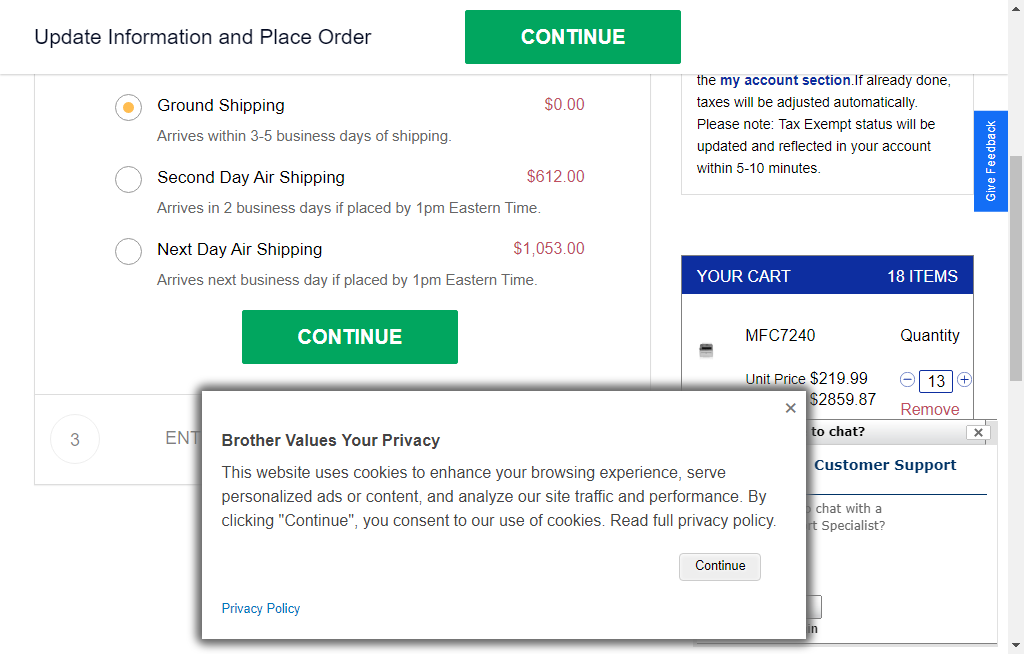 Update Information and Place Order
CONTINUE
Ground Shipping $0.00
Arrives within 3-5 business days of shipping.
Second Day Air Shipping $612.00
Arrives in 2 business days if placed by 1pm Eastern Time.
Next Day Air Shipping $1,053.00
Arrives next business day if placed by 1pm Eastern Time.
CONTINUE
3 ENT
the my account section.If already done,
taxes will be adjusted automatically.
Please note: Tax Exempt status will be
updated and reflected in your account
within 5-10 minutes.
Give Feedback
YOUR CART 18 ITEMS
MFC7240 Quantity
Unit Price $219.99 13
$2859.87
Remove
to chat?
Customer Support
chat with a
rt Specialist?
in
Brother Values Your Privacy
This website uses cookies to enhance your browsing experience, serve
personalized ads or content, and analyze our site traffic and performance. By
clicking "Continue", you consent to our use of cookies. Read full privacy policy.
Continue
Privacy Policy